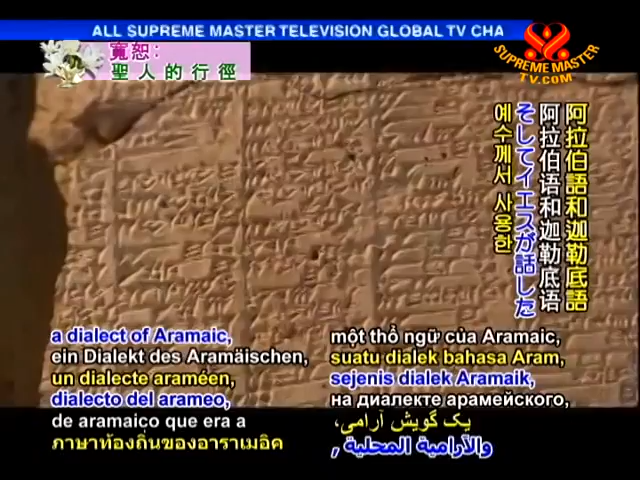 ALL SUPREME MASTER TELEVISION GLOBAL TV CHA
寬恕:
聖人的行徑
SUPREME MASTER
TV.COM
阿拉伯語和迦勒底語
阿拉伯语和迦勒底语
そしてイエスが話した
예수께서 사용한
a dialect of Aramaic,
ein Dialekt des Aramäischen,
un dialecte araméen,
dialecto del arameo,
de aramaico que era a
ภาษาท้องถิ่นของอาราเมอิค
một thổ ngữ của Aramaic,
suatu dialek bahasa Aram,
sejenis dialek Aramaik,
на диалекте арамейского,
یک گویش آرامی،
والآرامية المحلية ,